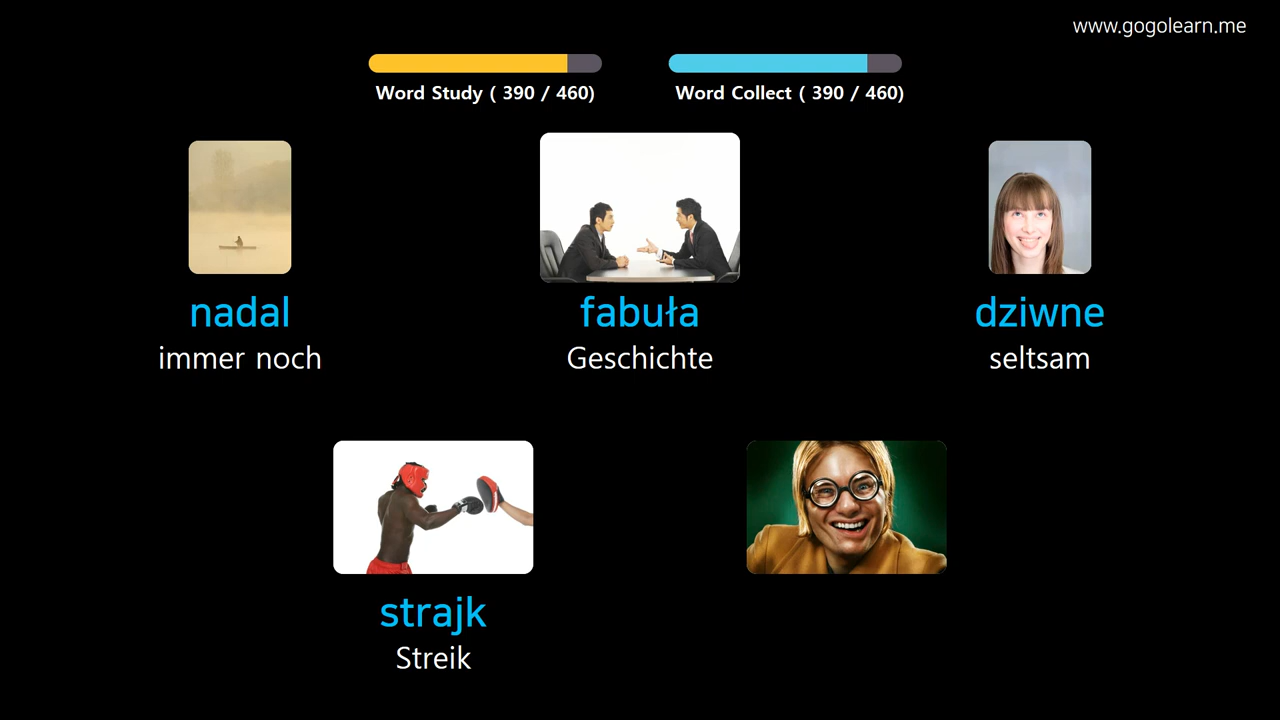 www.gogolearn.me
Word Study ( 390 / 460)
Word Collect ( 390 / 460)
nadal
immer noch
fabuła
Geschichte
dziwne
seltsam
strajk
Streik